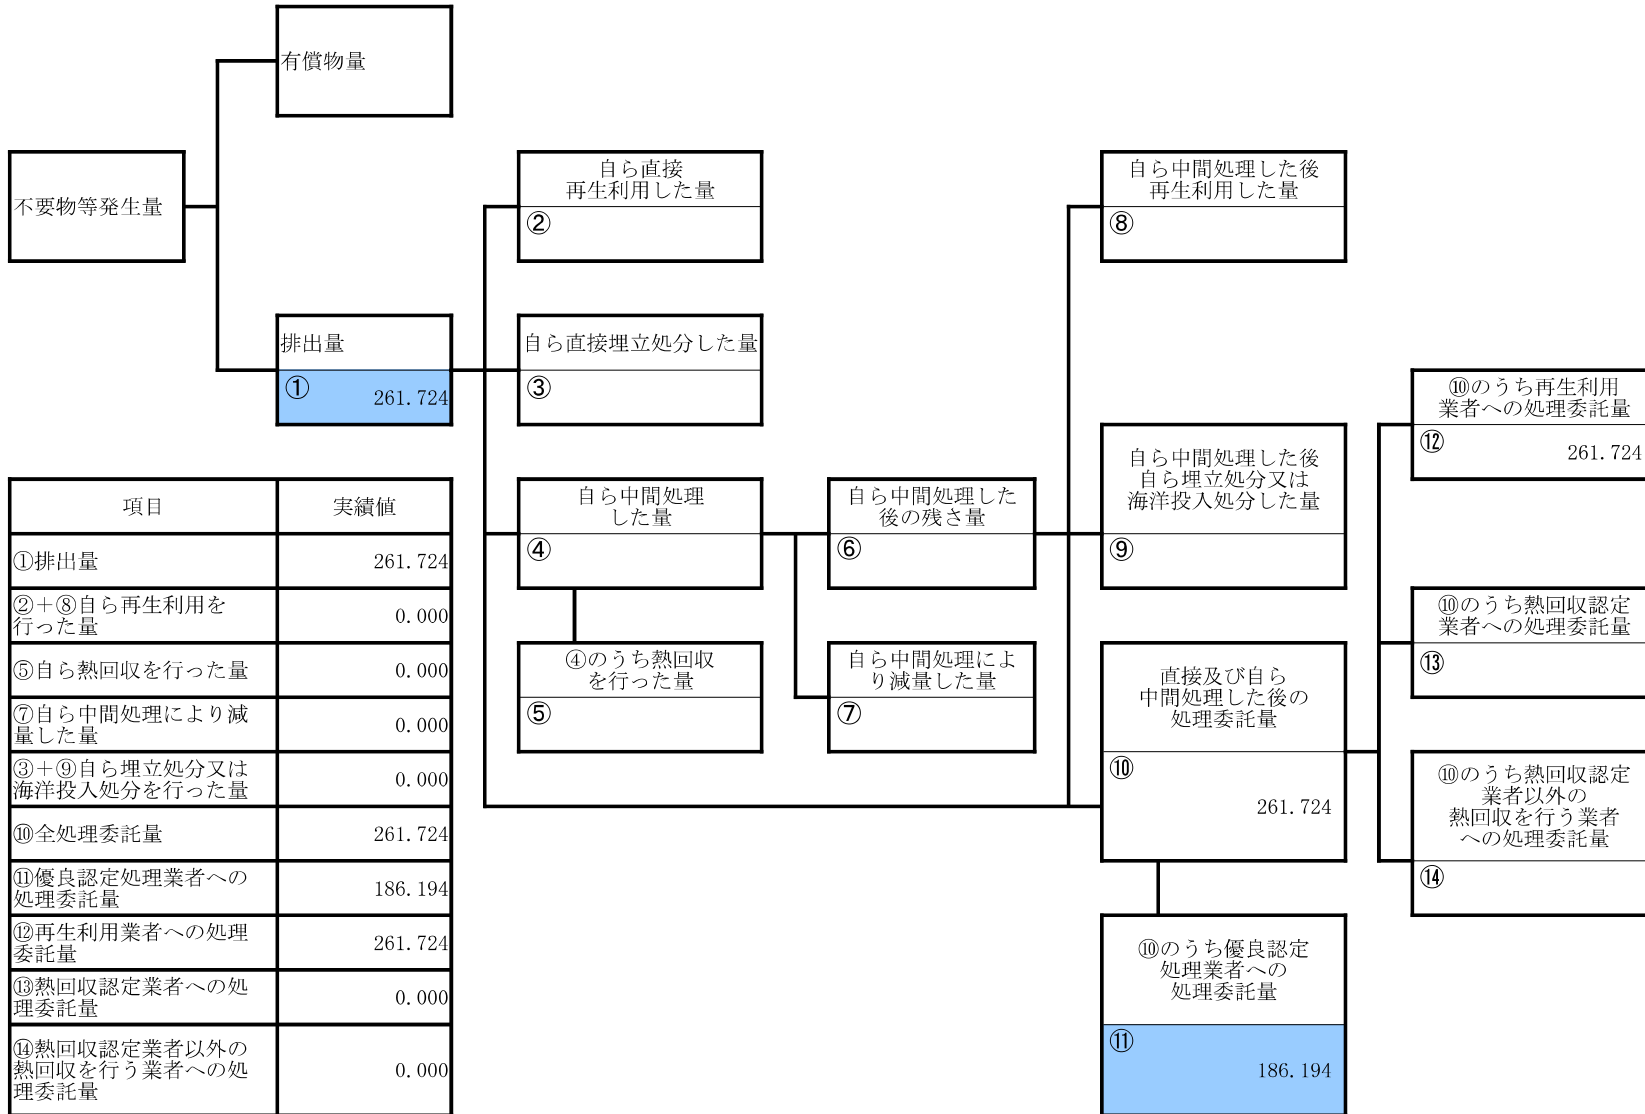 有償物量
不要物等発生量
自ら直接
再生利用した量
②
自ら中間処理した後
再生利用した量
⑧
排出量
① 261.724
自ら直接埋立処分した量
③
⑩のうち再生利用
業者への処理委託量
⑫ 261.724
自ら中間処理
した量
④
自ら中間処理した
後の残さ量
⑥
自ら中間処理した後
自ら埋立処分又は
海洋投入処分した量
⑨
⑩のうち熱回収認定
業者への処理委託量
⑬
④のうち熱回収
を行った量
⑤
自ら中間処理によ
り減量した量
⑦
直接及び自ら
中間処理した後の
処理委託量
⑩
261.724
⑩のうち熱回収認定
業者以外の
熱回収を行う業者
への処理委託量
⑭
⑩のうち優良認定
処理業者への
処理委託量
⑪
186.194
項目 実績値
①排出量 261.724
②+⑧自ら再生利用を
行った量 0.000
⑤自ら熱回収を行った量 0.000
⑦自ら中間処理により減
量した量 0.000
③+⑨自ら埋立処分又は
海洋投入処分を行った量 0.000
⑩全処理委託量 261.724
⑪優良認定処理業者への
処理委託量 186.194
⑫再生利用業者への処理
委託量 261.724
⑬熱回収認定業者への処
理委託量 0.000
⑭熱回収認定業者以外の
熱回収を行う業者への処
理委託量 0.000